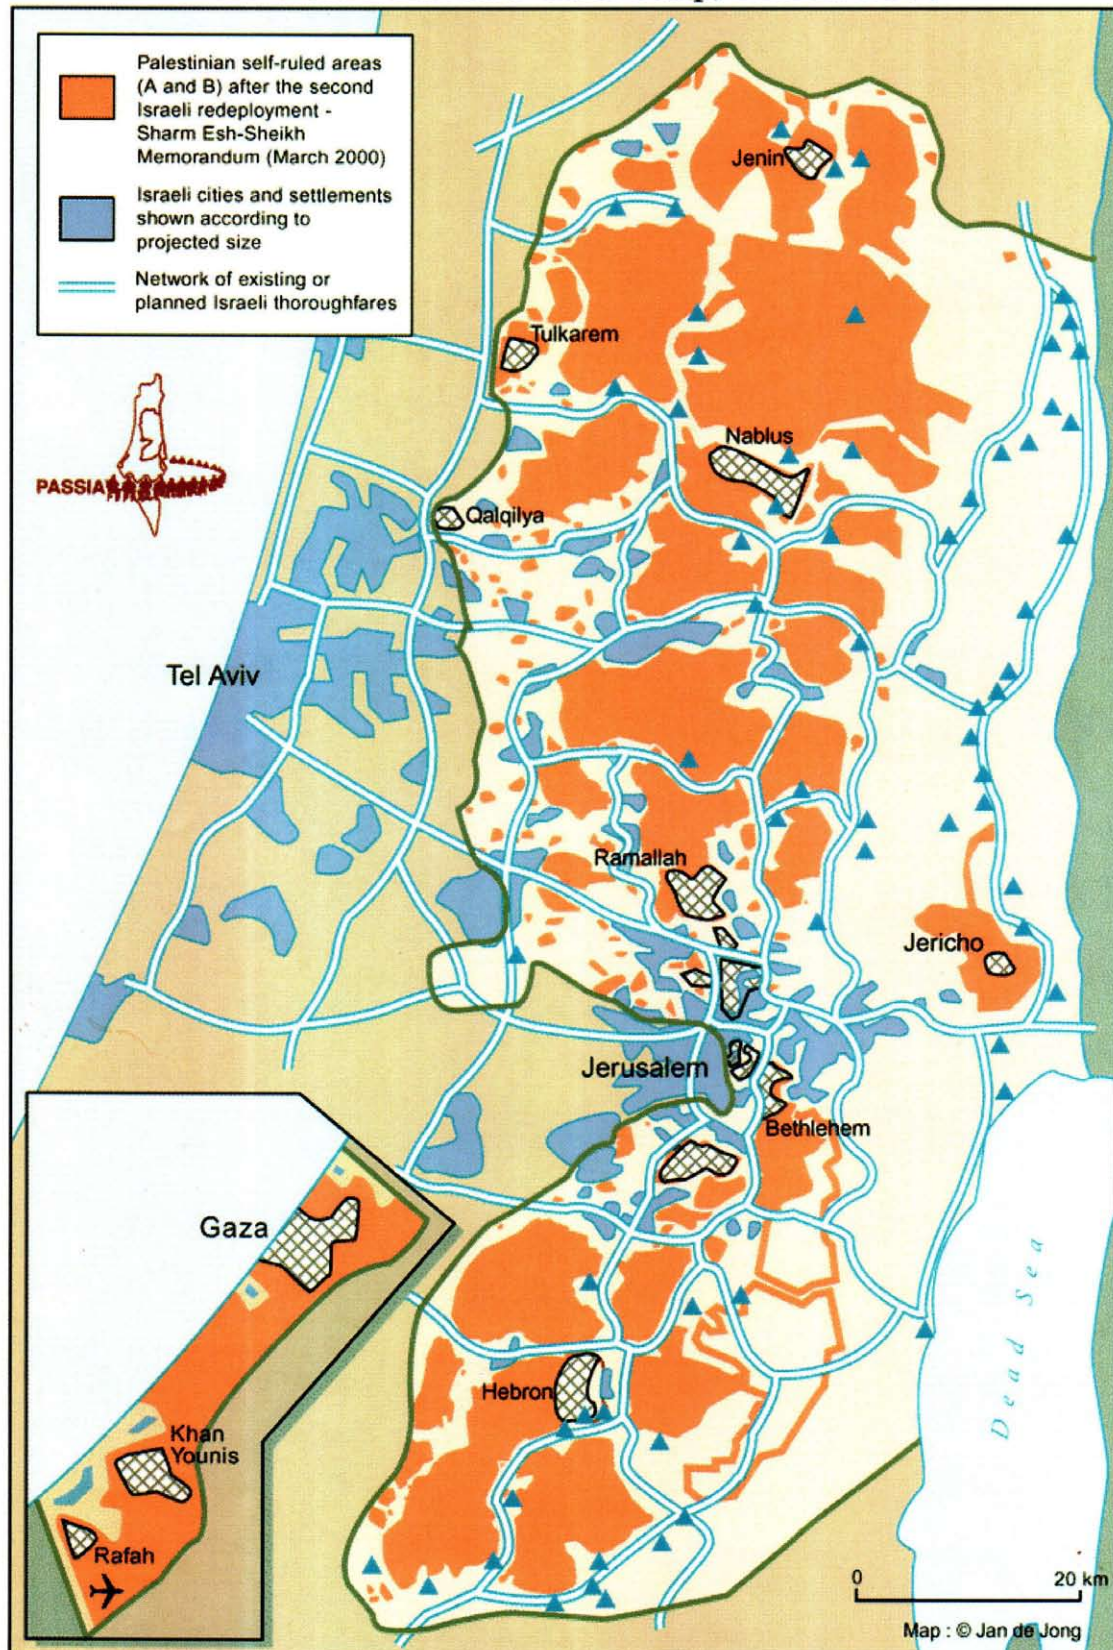 Palestinian self-ruled areas
(A and B) after the second
Israeli redeployment -
Sharm Esh-Sheikh
Memorandum (March 2000)
Israeli cities and settlements
shown according to
projected size
Network of existing or
planned Israeli thoroughfares
PASSIA
Jenin
Tulkarem
Nablus
Qalqilya
Tel Aviv
Ramallah
Jericho
Jerusalem
Bethlehem
Gaza
Hebron
Khan
Younis
Rafah
Dead Sea
0 20 km
Map : © Jan de Jong